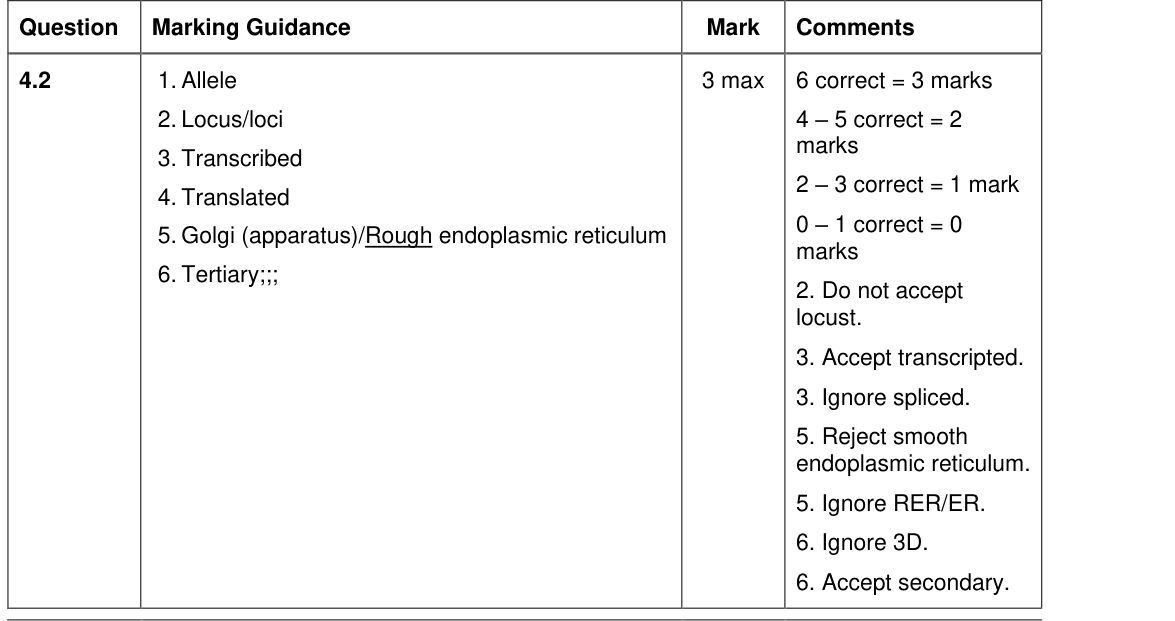 Question Marking Guidance Mark Comments
4.2
1. Allele
2. Locus/loci
3. Transcribed
4. Translated
5. Golgi (apparatus)/Rough endoplasmic reticulum
6. Tertiary;;;
3 max
6 correct = 3 marks
4 – 5 correct = 2
marks
2 – 3 correct = 1 mark
0 – 1 correct = 0
marks
2. Do not accept
locust.
3. Accept transcripted.
3. Ignore spliced.
5. Reject smooth
endoplasmic reticulum.
5. Ignore RER/ER.
6. Ignore 3D.
6. Accept secondary.